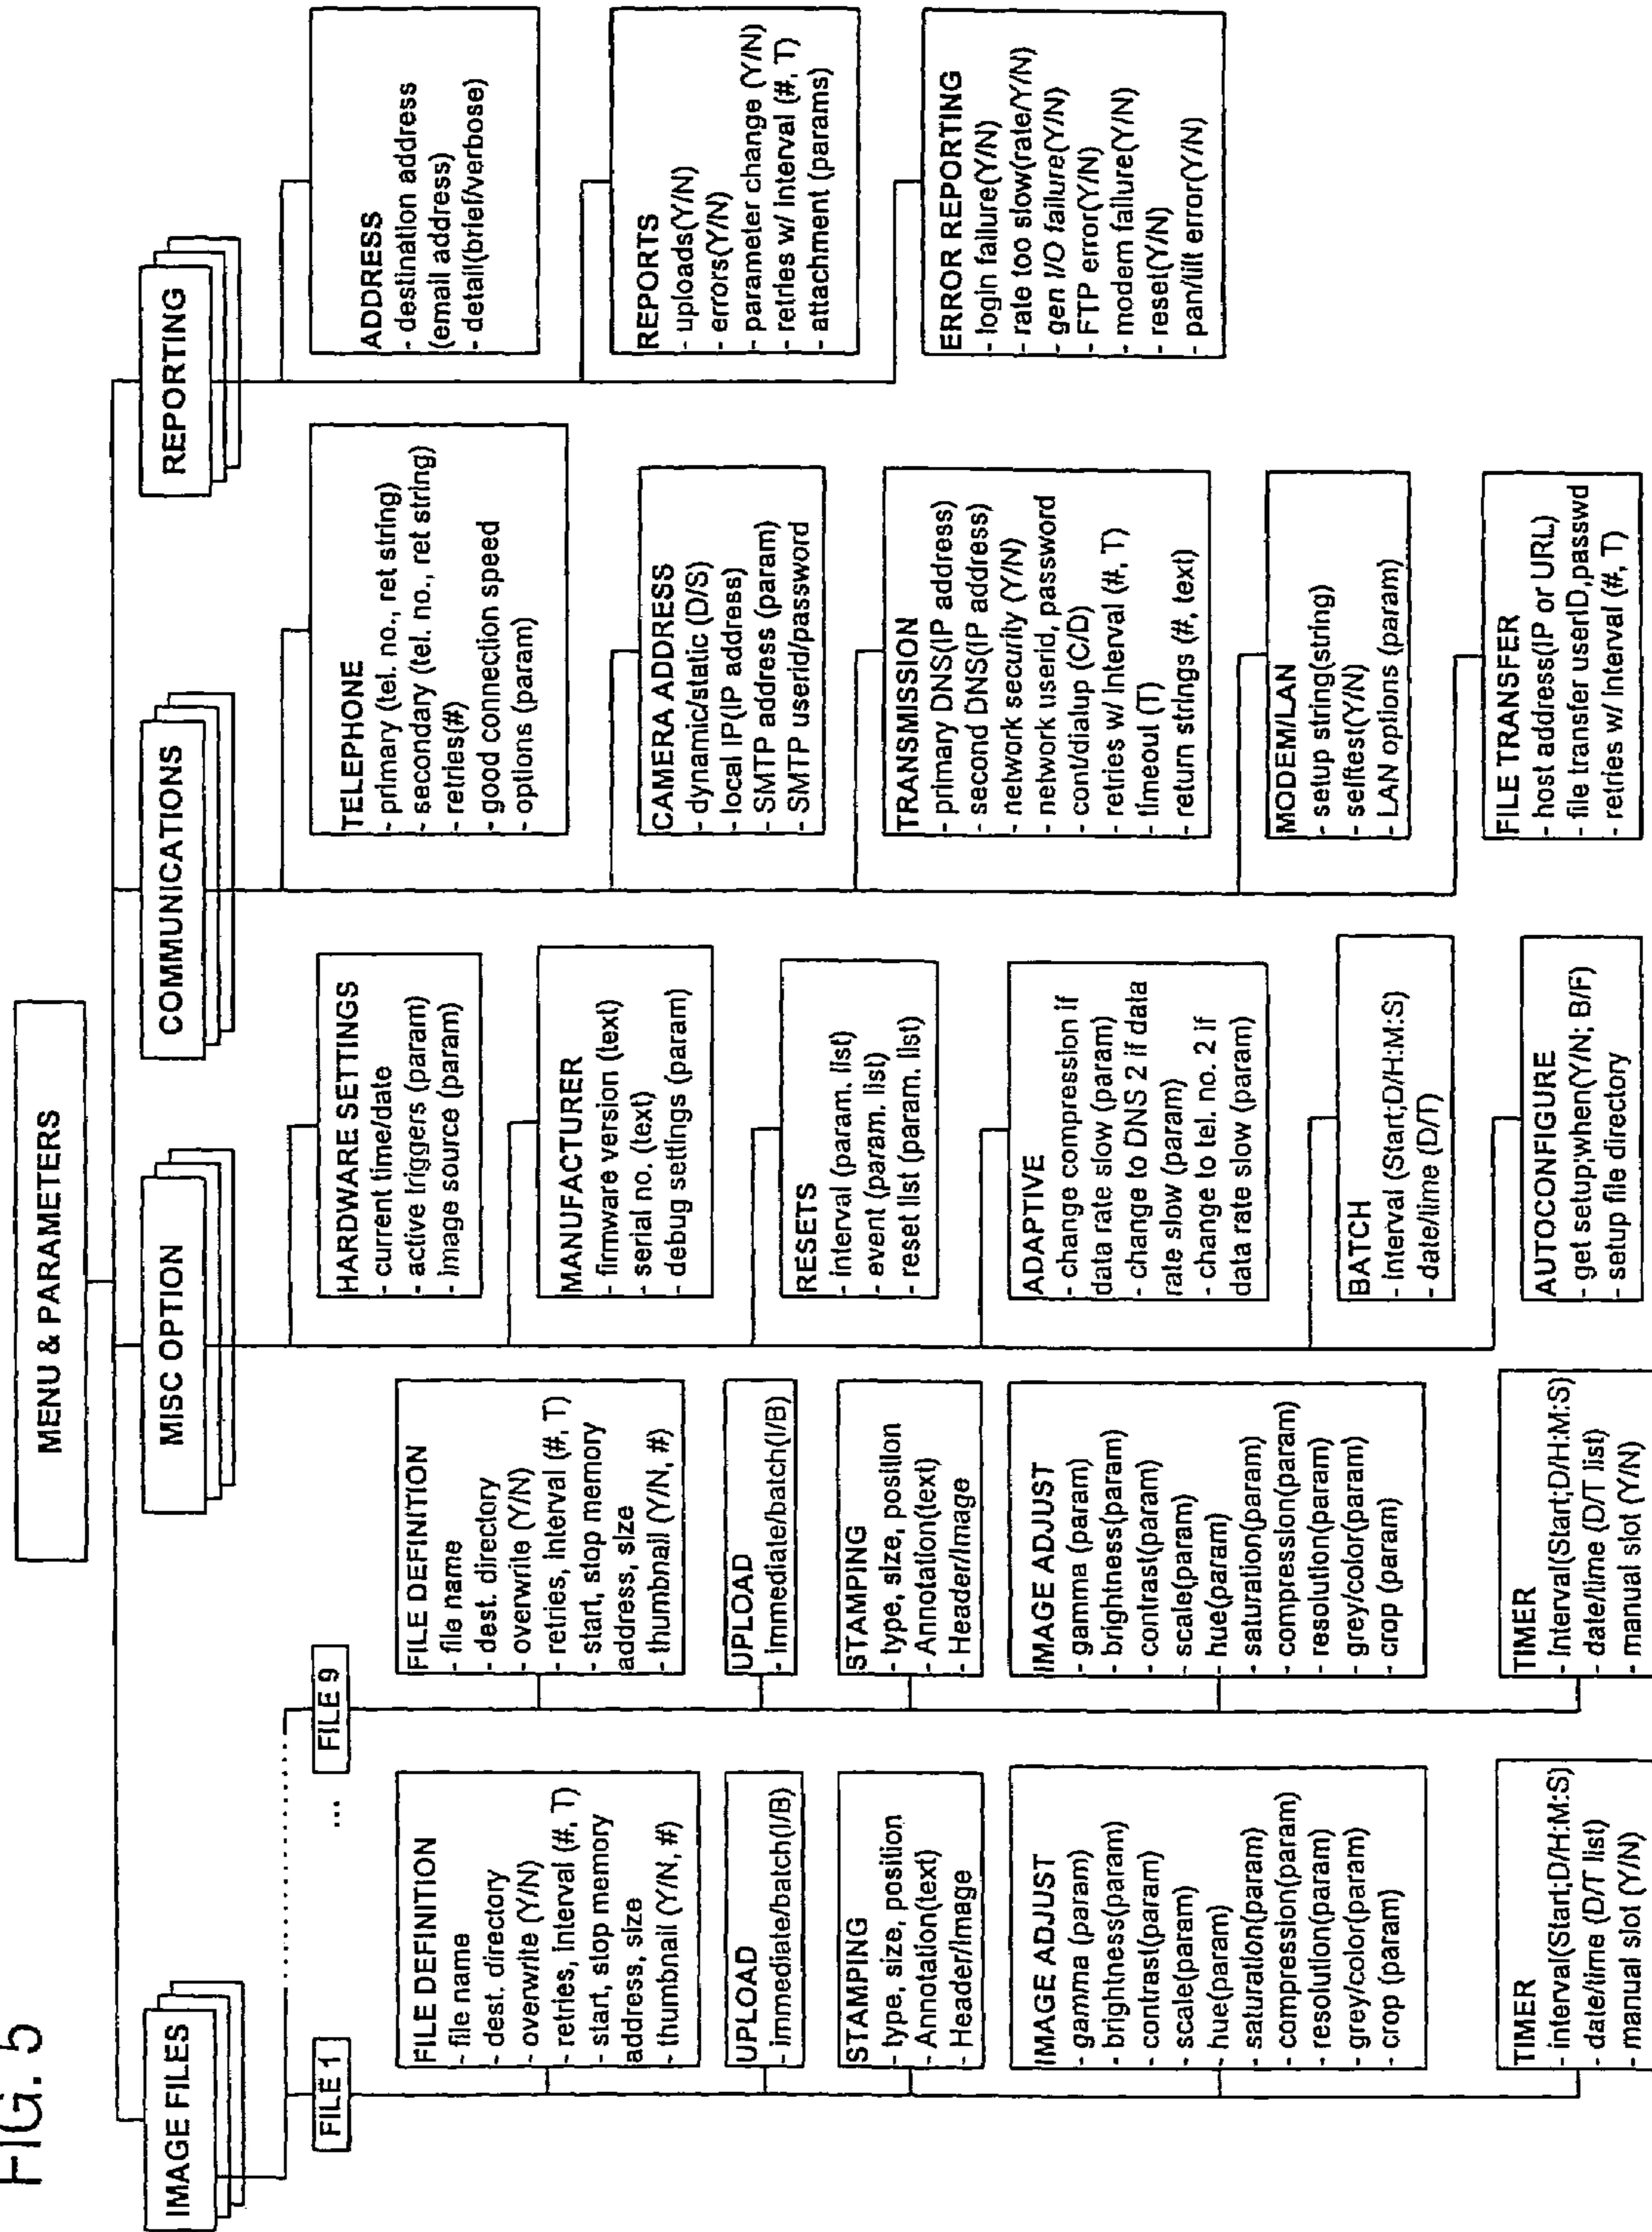 FIG. 5
MENU & PARAMETERS
IMAGE FILES
MISC OPTION
COMMUNICATIONS
REPORTING
FILE 1
...
FILE 9
FILE DEFINITION
- file name
- dest. directory
- overwrite (Y/N)
- retries, interval (#, T)
- start, stop memory
address, size
- thumbnail (Y/N, #)
UPLOAD
- immediate/batch(I/B)
STAMPING
- type, size, position
- Annotation(text)
- Header/Image
IMAGE ADJUST
- gamma (param)
- brightness(param)
- contrast(param)
- scale(param)
- hue(param)
- saturation(param)
- compression(param)
- resolution(param)
- grey/color(param)
- crop (param)
TIMER
- interval(Start;D/H:M:S)
- date/time (D/T list)
- manual slot (Y/N)
FILE DEFINITION
- file name
- dest. directory
- overwrite (Y/N)
- retries, interval (#, T)
- start, stop memory
address, size
- thumbnail (Y/N, #)
UPLOAD
- immediate/batch(I/B)
STAMPING
- type, size, position
- Annotation(text)
- Header/Image
IMAGE ADJUST
- gamma (param)
- brightness(param)
- contrast(param)
- scale(param)
- hue(param)
- saturation(param)
- compression(param)
- resolution(param)
- grey/color(param)
- crop (param)
TIMER
- Interval(Start;D/H:M:S)
- date/time (D/T list)
- manual slot (Y/N)
HARDWARE SETTINGS
- current time/date
- active triggers (param)
- image source (param)
MANUFACTURER
- firmware version (text)
- serial no. (text)
- debug settings (param)
RESETS
- interval (param. list)
- event (param. list)
- reset list (param. list)
ADAPTIVE
- change compression if
data rate slow (param)
- change to DNS 2 if data
rate slow (param)
- change to tel. no. 2 if
data rate slow (param)
BATCH
- interval (Start;D/H:M:S)
- date/time (D/T)
AUTOCONFIGURE
- get setup;when(Y/N; B/F)
- setup file directory
TELEPHONE
- primary (tel. no., ret string)
- secondary (tel. no., ret string)
- retries(#)
- good connection speed
- options (param)
CAMERA ADDRESS
- dynamic/static (D/S)
- local IP(IP address)
- SMTP address (param)
- SMTP userid/password
TRANSMISSION
- primary DNS(IP address)
- second DNS(IP address)
- network security (Y/N)
- network userid, password
- cont/dialup (C/D)
- retries w/ interval (#, T)
- timeout (T)
- return strings (#, text)
MODEM/LAN
- setup string(string)
- selftest(Y/N)
- LAN options (param)
FILE TRANSFER
- host address(IP or URL)
- file transfer userID,passwd
- retries w/ Interval (#, T)
ADDRESS
- destination address
(email address)
- detail(brief/verbose)
REPORTS
- uploads(Y/N)
- errors(Y/N)
- parameter change (Y/N)
- retries w/ interval (#, T)
- attachment (params)
ERROR REPORTING
- login failure(Y/N)
- rate too slow(rate/Y/N)
- gen I/O failure(Y/N)
- FTP error(Y/N)
- modem failure(Y/N)
- reset(Y/N)
- pan/tilt error(Y/N)